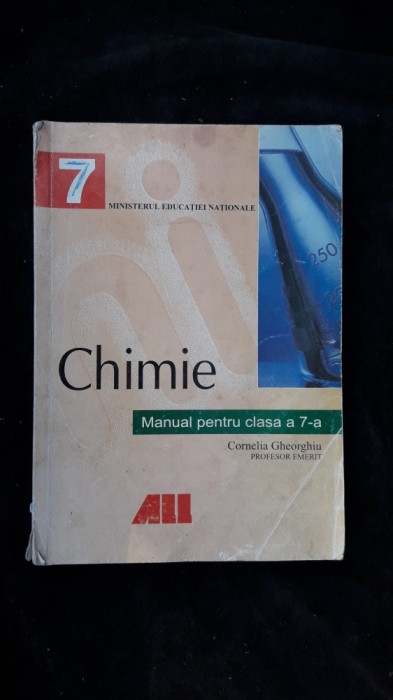 7
MINISTERUL EDUCAȚIEI NAȚIONALE
250
Chimie
Manual pentru clasa a 7-a
Cornelia Gheorghiu
PROFESOR EMERIT
ALL